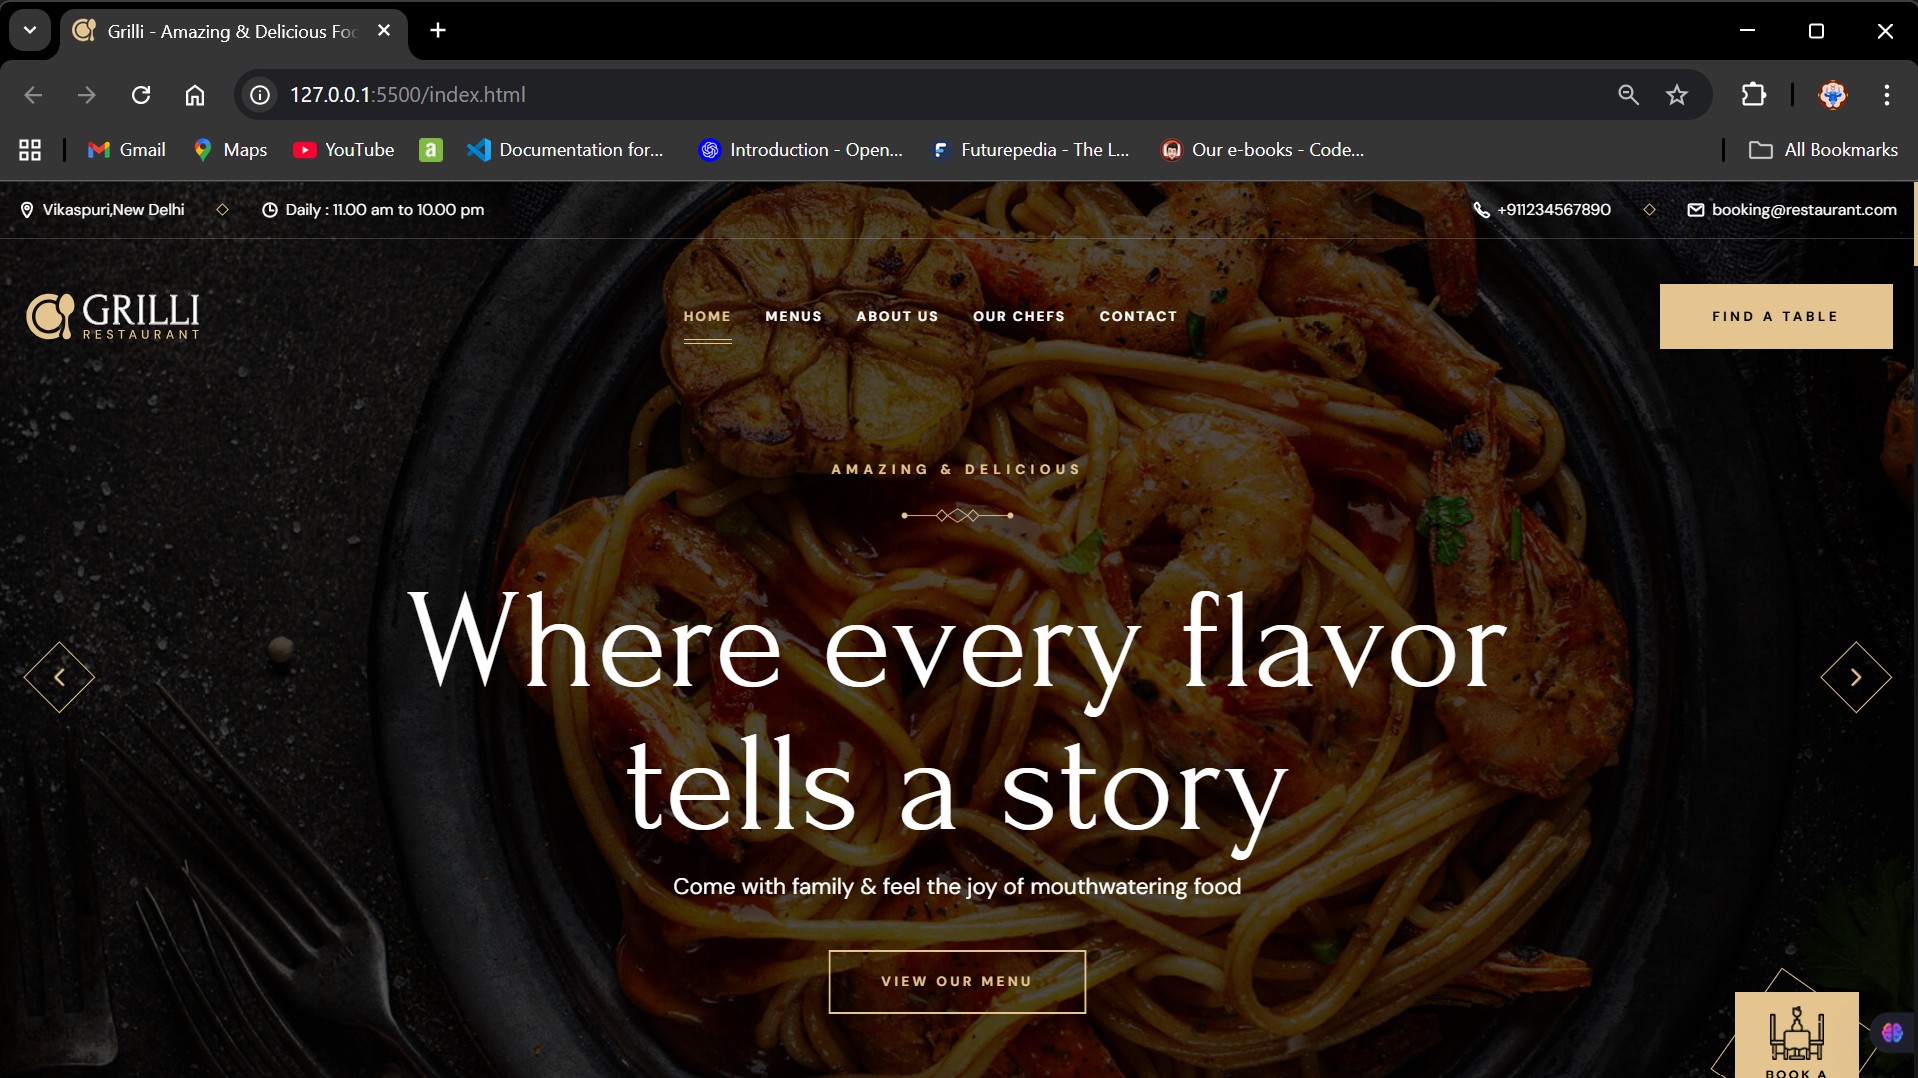 Grilli - Amazing & Delicious Foo
127.0.0.1:5500/index.html
Gmail
Maps
YouTube
a
Documentation for...
Introduction - Open...
F
Futurepedia - The L...
Our e-books - Code...
All Bookmarks
Vikaspuri,New Delhi
Daily : 11.00 am to 10.00 pm
+911234567890
booking@restaurant.com
GRILLI
RESTAURANT
HOME
MENUS
ABOUT US
OUR CHEFS
CONTACT
FIND A TABLE
AMAZING & DELICIOUS
Where every flavor
tells a story
Come with family & feel the joy of mouthwatering food
VIEW OUR MENU
BOOK A